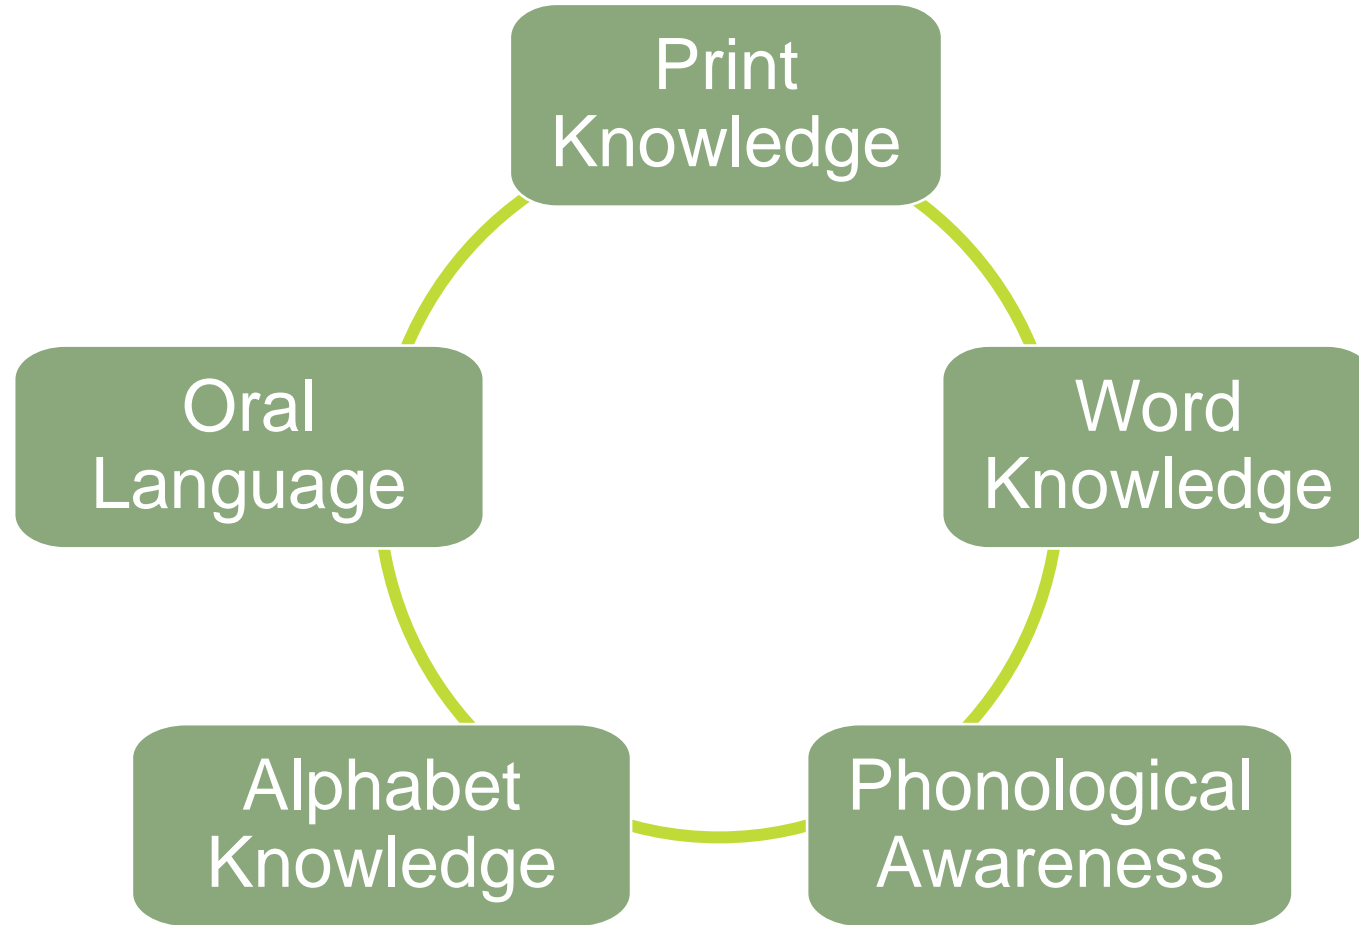 Print
Knowledge
Oral
Language
Word
Knowledge
Alphabet
Knowledge
Phonological
Awareness